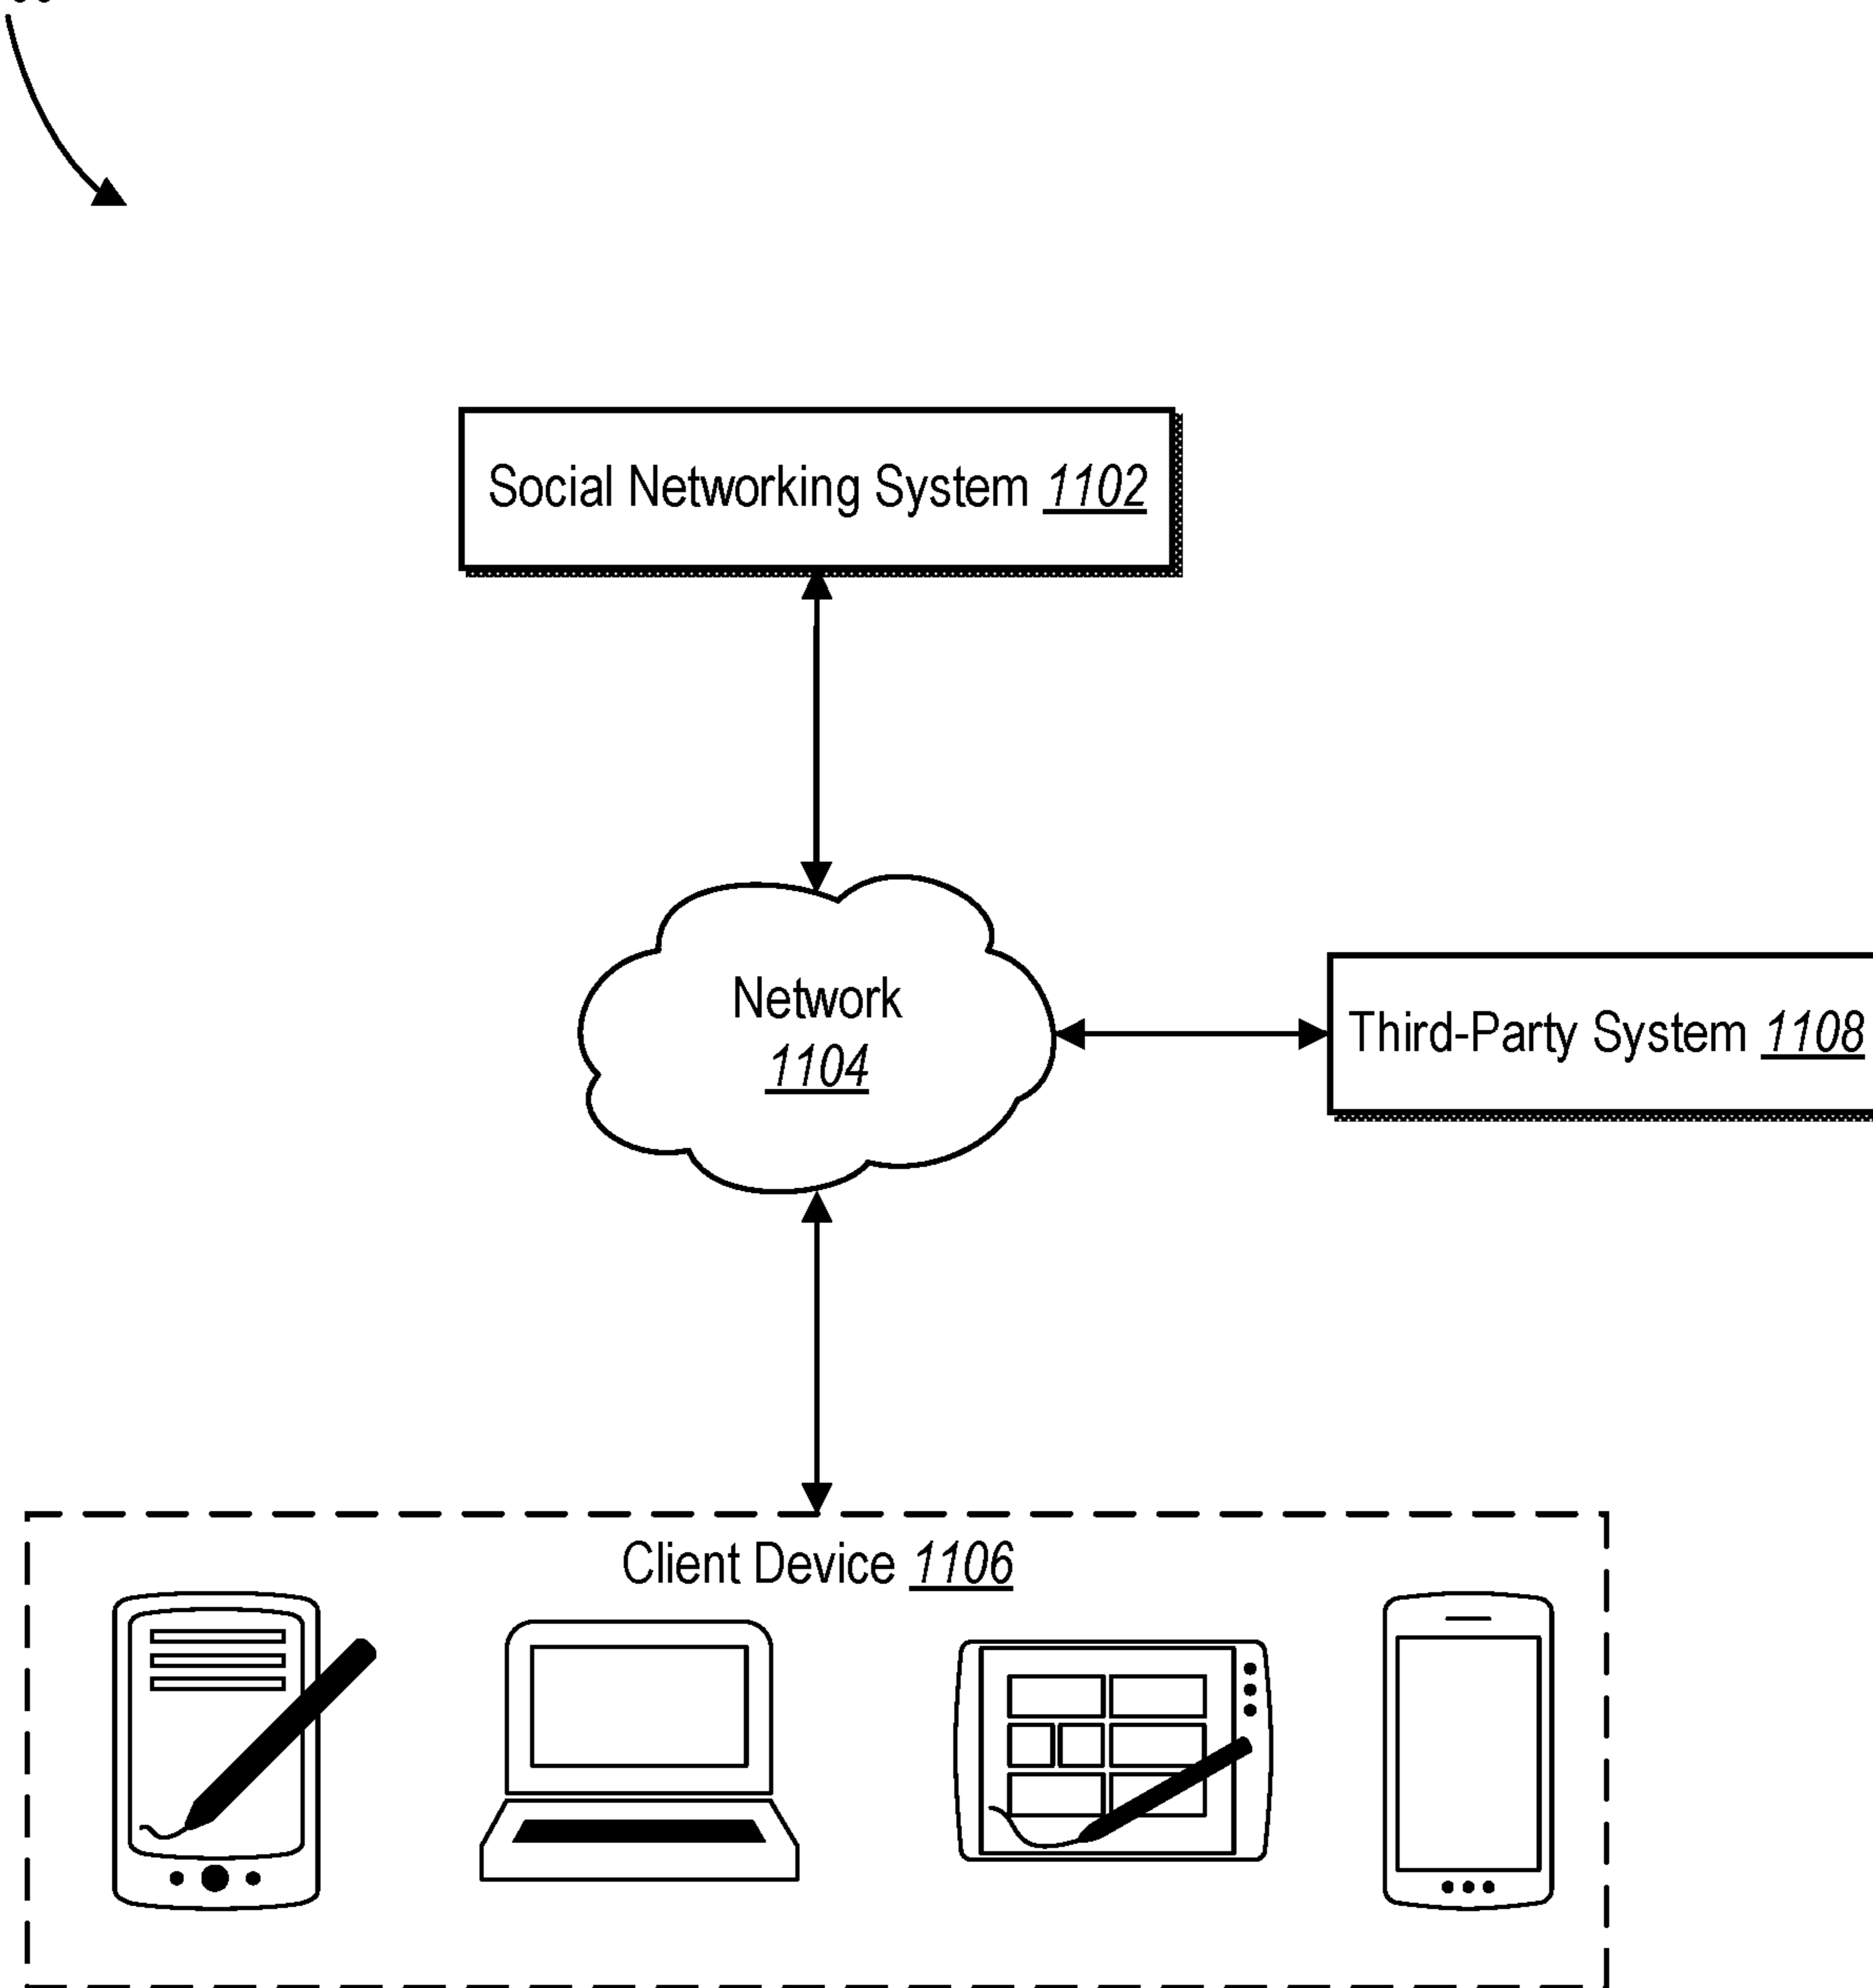 Social Networking System 1102
Network
1104
Third-Party System 1108
Client Device 1106